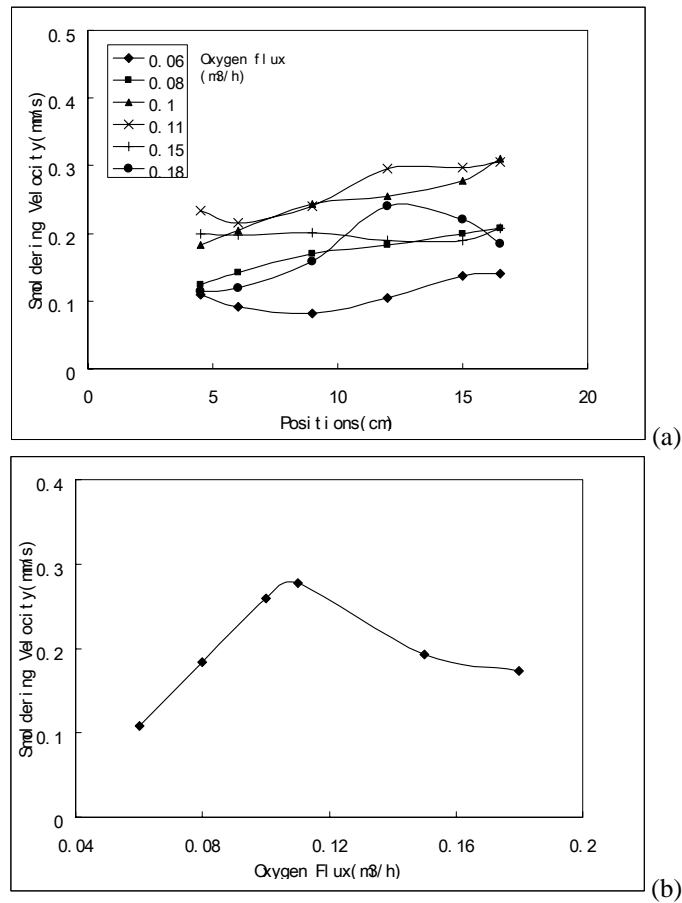 0.5
0.4
0.3
0.2
0.1
0
Smoldering Velocity(mm/s)
0.06
0.08
0.1
0.11
0.15
0.18
Oxygen flux
(m3/h)
0 5 10 15 20
Positions(cm)
(a)
0.4
0.3
0.2
0.1
0
Smoldering Velocity(mm/s)
0.04 0.08 0.12 0.16 0.2
Oxygen Flux(m3/h)
(b)